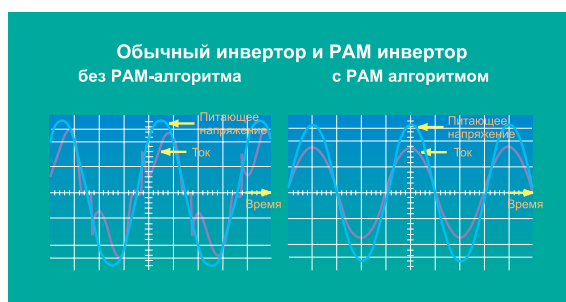 Обычный инвертор и PAM инвертор
без PAM-алгоритма
с PAM алгоритмом
Питающее
напряжение
Ток
Время
Питающее
напряжение
Ток
Время